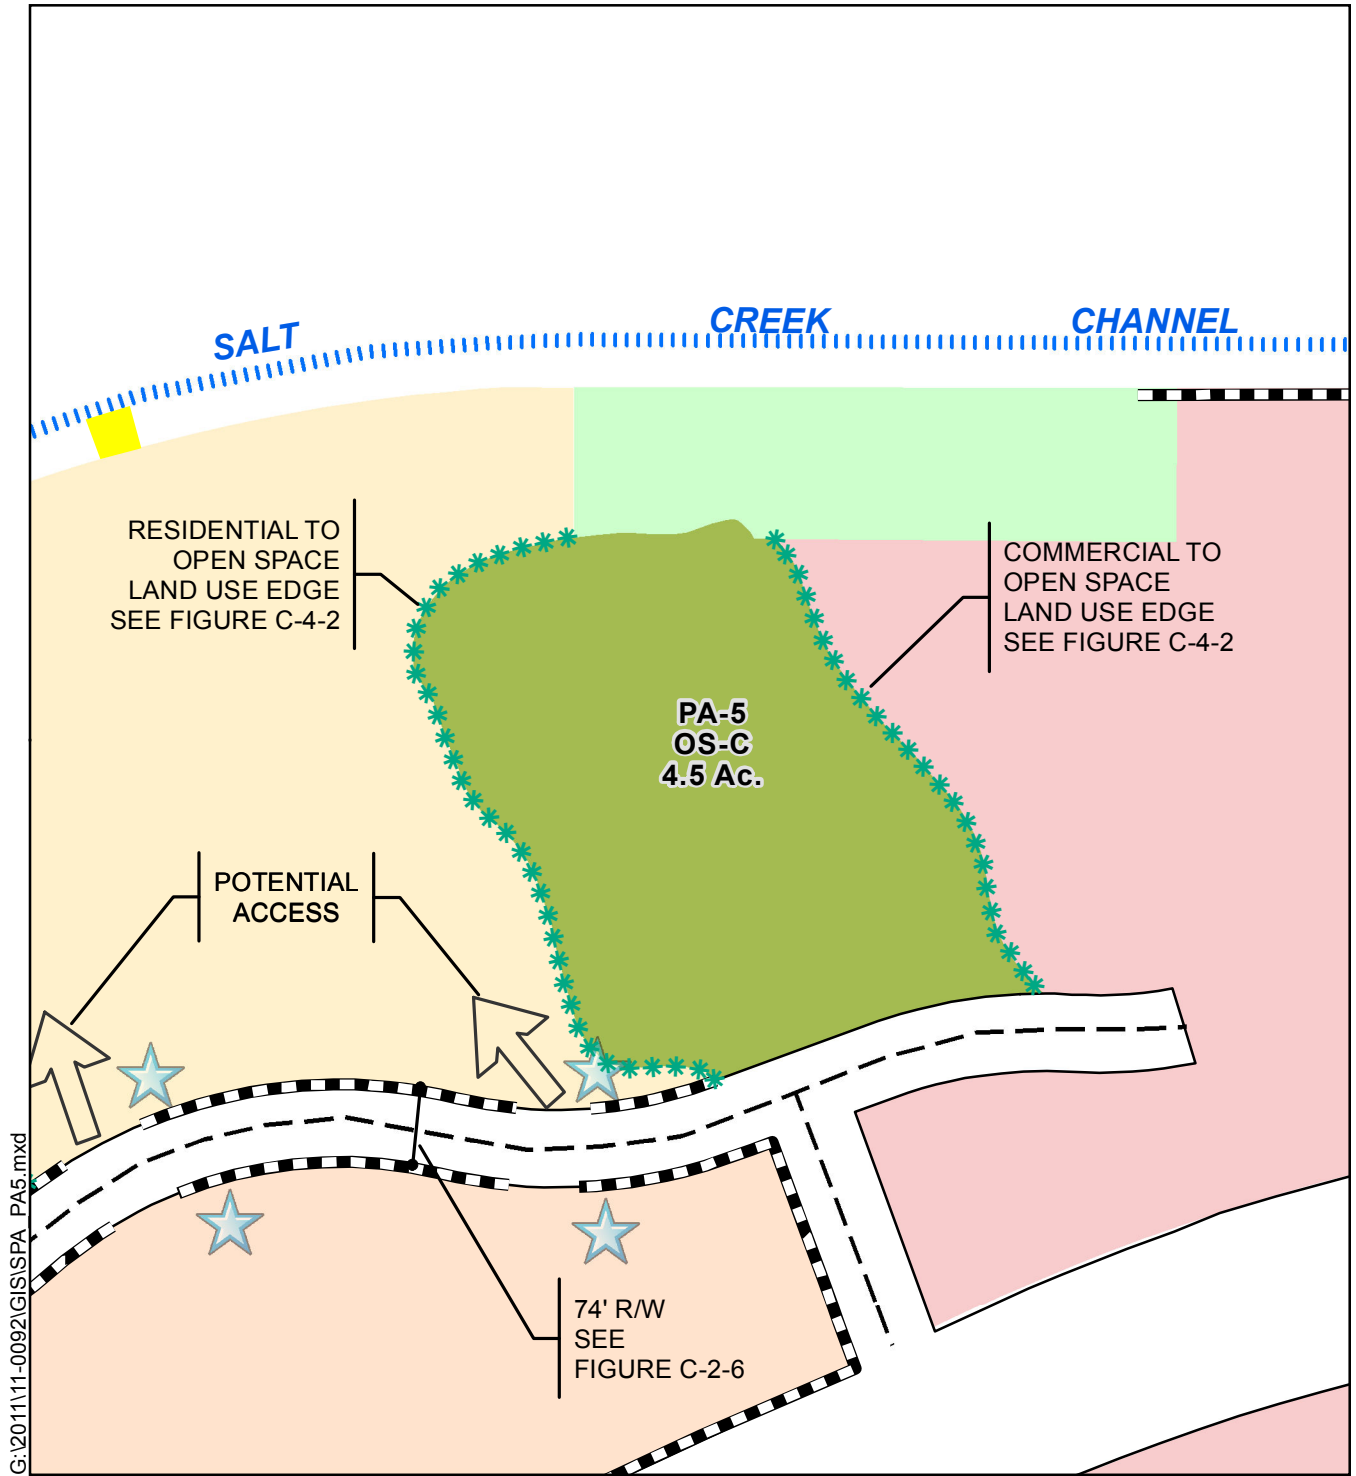 SALT
CREEK
CHANNEL
RESIDENTIAL TO
OPEN SPACE
LAND USE EDGE
SEE FIGURE C-4-2
COMMERCIAL TO
OPEN SPACE
LAND USE EDGE
SEE FIGURE C-4-2
PA-5
OS-C
4.5 Ac.
POTENTIAL
ACCESS
74' R/W
SEE
FIGURE C-2-6
G:\2011\11-0092\GIS\SPA_PA5.mxd